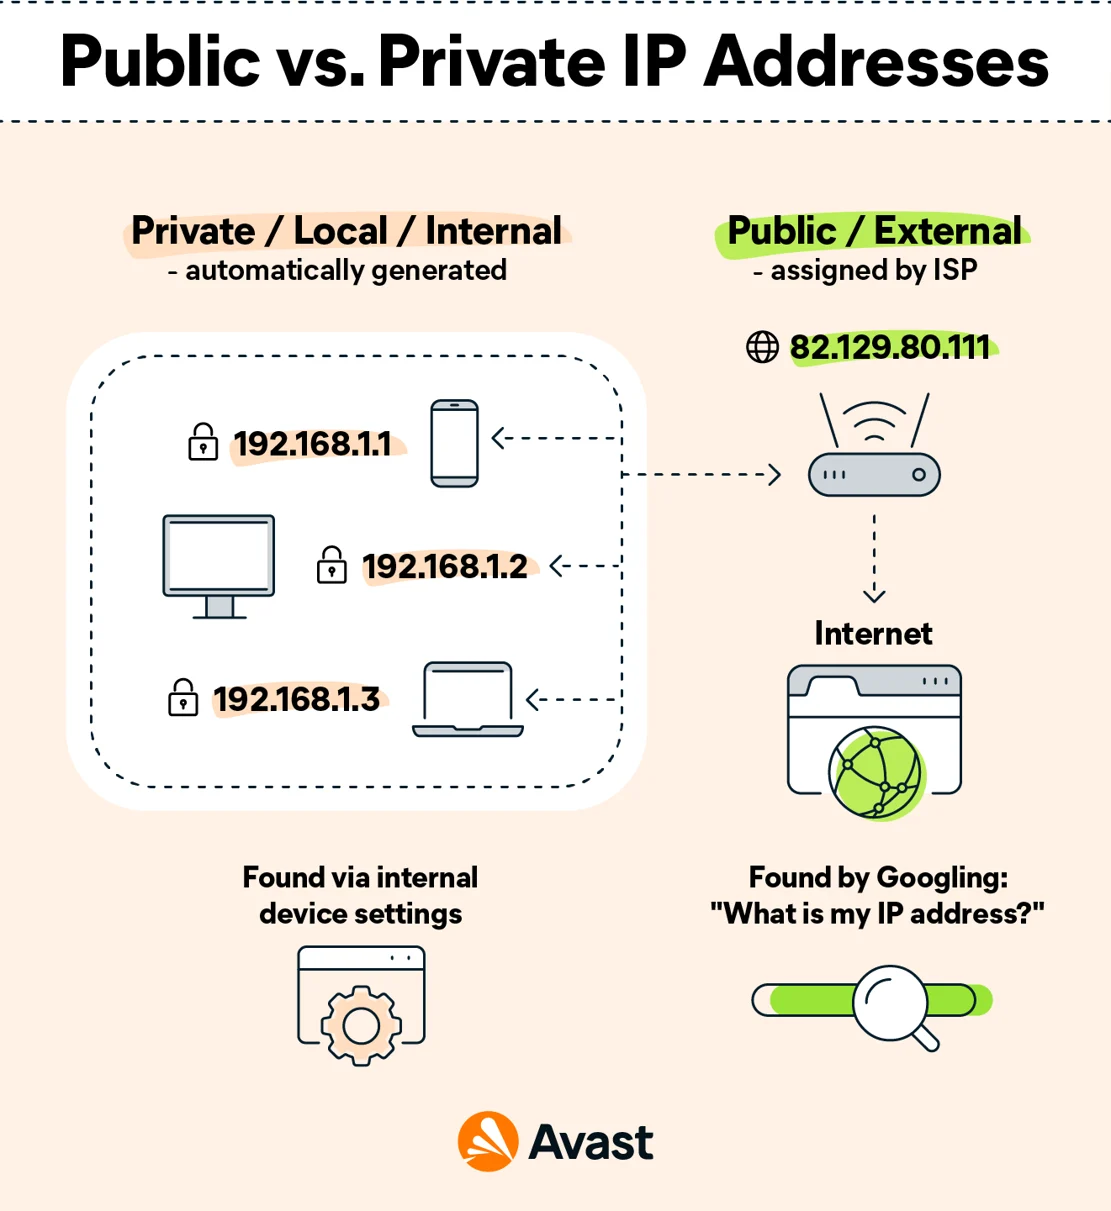 Public vs. Private IP Addresses
Private / Local / Internal
- automatically generated
192.168.1.1
192.168.1.2
192.168.1.3
Found via internal
device settings
Public / External
- assigned by ISP
82.129.80.111
Internet
Found by Googling:
"What is my IP address?"
Avast